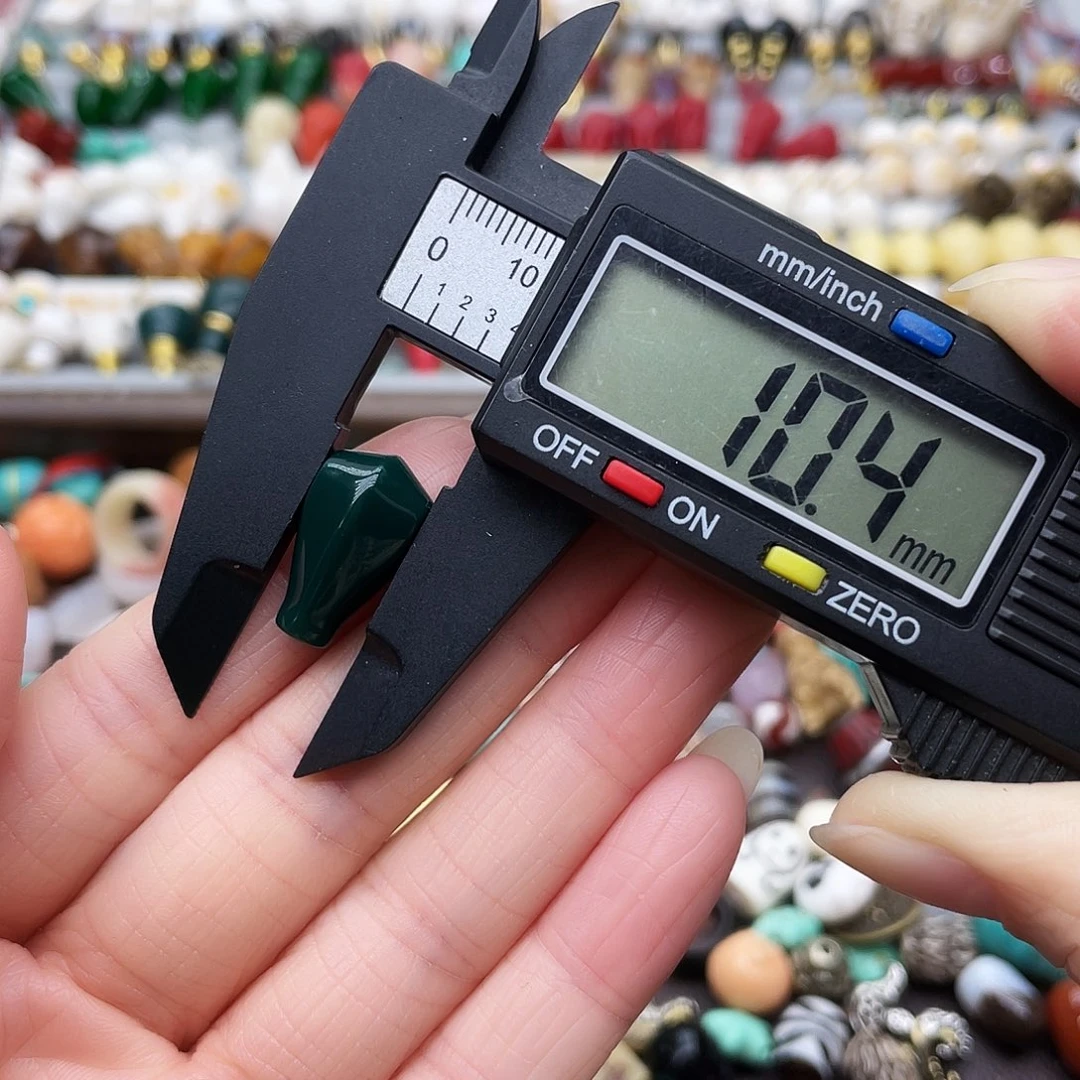 0 10
1 2 3
mm/inch
10.4 mm
OFF ON
ZERO